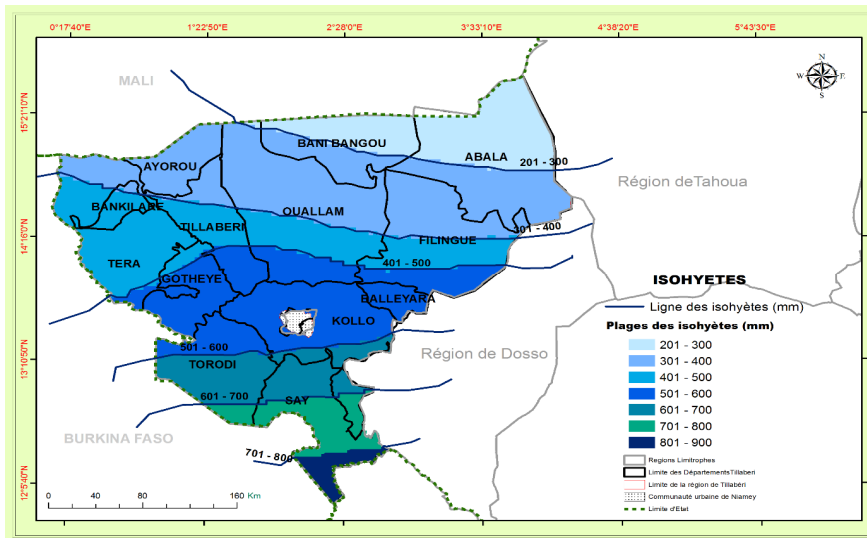 0°17'40"E 1°22'50"E 2°28'0"E 3°33'10"E 4°38'20"E 5°43'30"E
15°21'10"N
14°16'0"N
13°10'50"N
12°5'40"N
N
W E
S
MALI
BANI BANGOU
ABALA
AYOROU
201 - 300
Région deTahoua
BANKILARE
OUALLAM
TILLABERI
301 - 400
FILINGUE
TERA
401 - 500
GOTHEYE
BALLEYARA
KOLLO
501 - 600
Région de Dosso
TORODI
601 - 700
SAY
BURKINA FASO
701 - 800
ISOHYETES
Ligne des isohyètes (mm)
Plages des isohyètes (mm)
201 - 300
301 - 400
401 - 500
501 - 600
601 - 700
701 - 800
801 - 900
Regions Limitrophes
Limite des DépartementsTillaberi
Limite de la région de Tillabéri
Communauté urbaine de Niamey
Limite d'Etat
0 40 80 120 160 Km